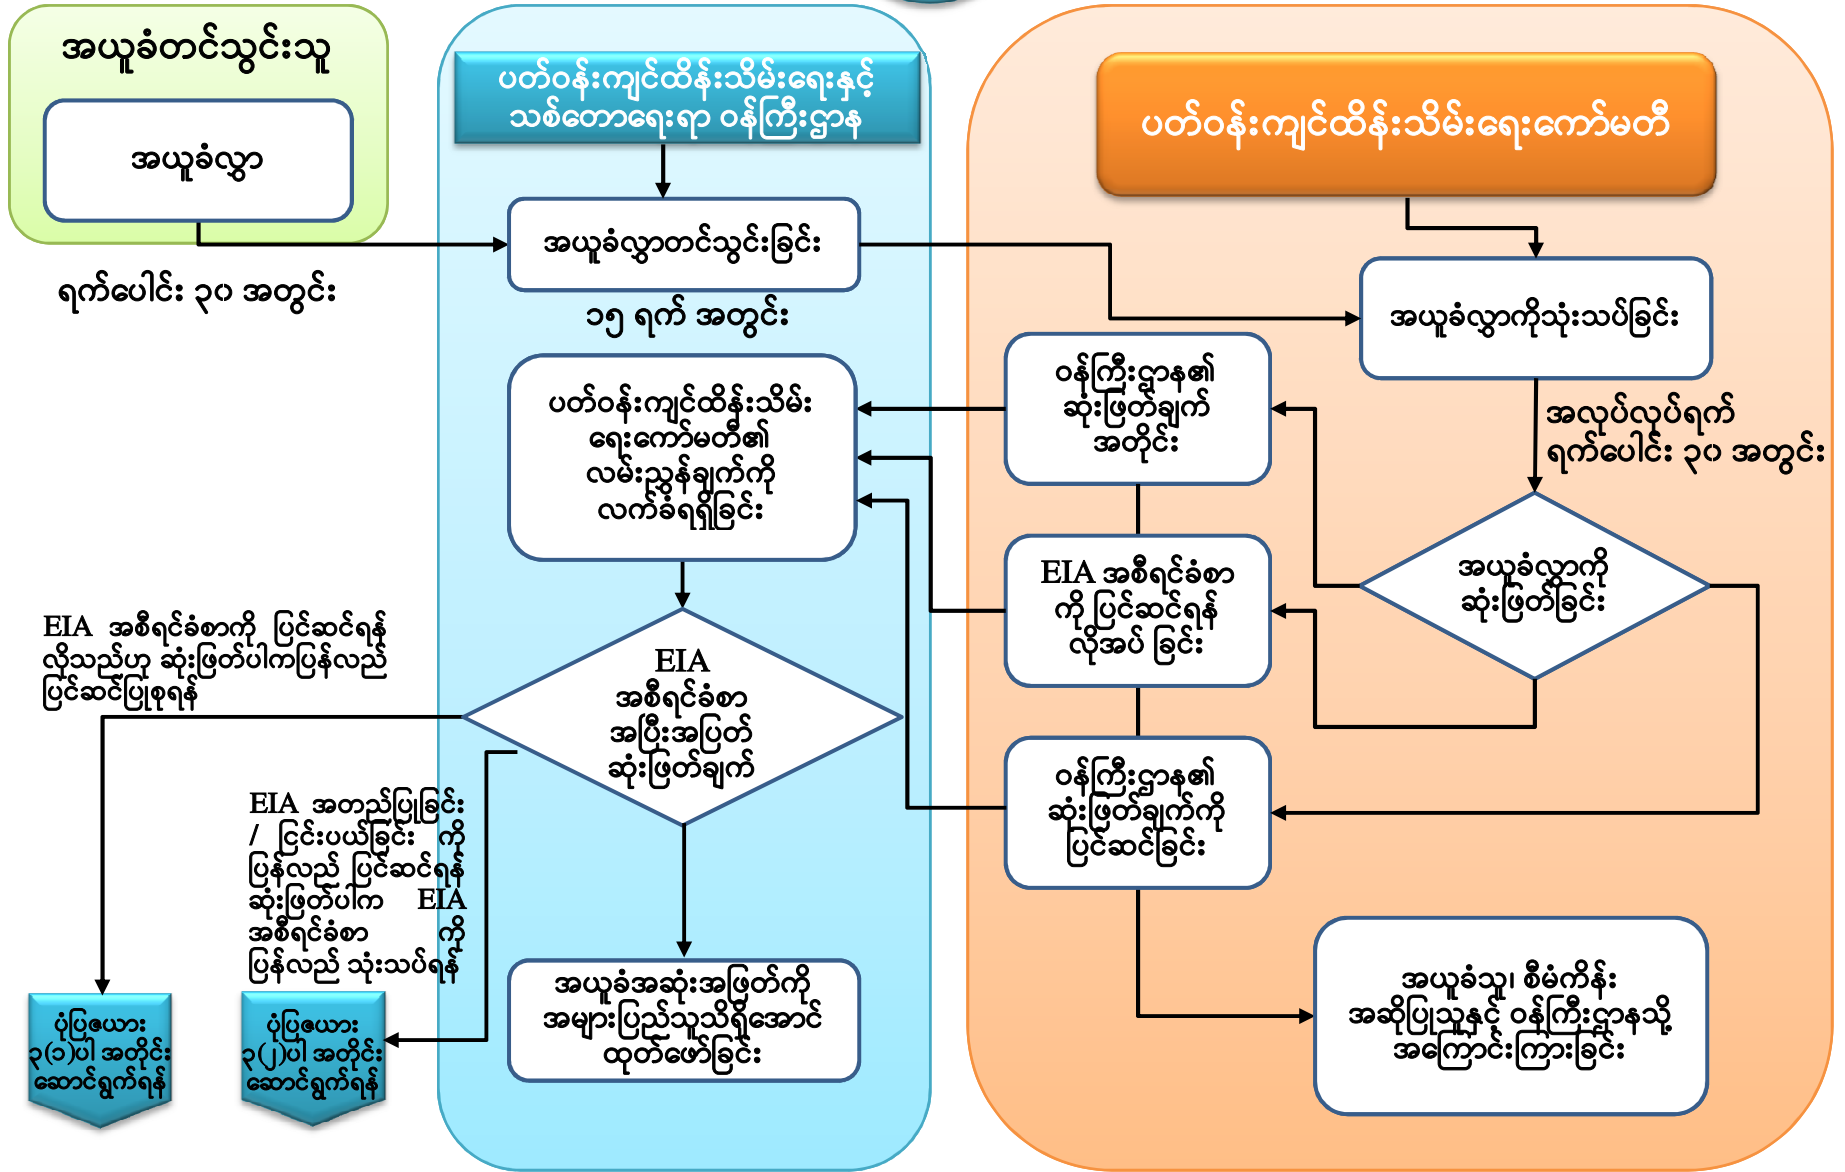 အယူခံတင်သွင်းသူ
အယူခံလွှာ
ရက်ပေါင်း ၃၀ အတွင်း
ပတ်ဝန်းကျင်ထိန်းသိမ်းရေးနှင့်
သစ်တောရေးရာ ဝန်ကြီးဌာန
အယူခံလွှာတင်သွင်းခြင်း
၁၅ ရက် အတွင်း
ပတ်ဝန်းကျင်ထိန်းသိမ်း
ရေးကော်မတီ၏
လမ်းညွှန်ချက်ကို
လက်ခံရရှိခြင်း
EIA
အစီရင်ခံစာ
အပြီးအပြတ်
ဆုံးဖြတ်ချက်
အယူခံအဆုံးအဖြတ်ကို
အများပြည်သူသိရှိအောင်
ထုတ်ဖော်ခြင်း
ပတ်ဝန်းကျင်ထိန်းသိမ်းရေးကော်မတီ
အယူခံလွှာကိုသုံးသပ်ခြင်း
အလုပ်လုပ်ရက်
ရက်ပေါင်း ၃၀ အတွင်း
အယူခံလွှာကို
ဆုံးဖြတ်ခြင်း
ဝန်ကြီးဌာန၏
ဆုံးဖြတ်ချက်
အတိုင်း
EIA အစီရင်ခံစာ
ကို ပြင်ဆင်ရန်
လိုအပ် ခြင်း
ဝန်ကြီးဌာန၏
ဆုံးဖြတ်ချက်ကို
ပြင်ဆင်ခြင်း
အယူခံသူ၊ စီမံကိန်း
အဆိုပြုသူနှင့် ဝန်ကြီးဌာနသို့
အကြောင်းကြားခြင်း
EIA အစီရင်ခံစာကို ပြင်ဆင်ရန်
လိုသည်ဟု ဆုံးဖြတ်ပါကပြန်လည်
ပြင်ဆင်ပြုစုရန်
EIA အတည်ပြုခြင်း
/ ငြင်းပယ်ခြင်း ကို
ပြန်လည် ပြင်ဆင်ရန်
ဆုံးဖြတ်ပါက EIA
အစီရင်ခံစာ ကို
ပြန်လည် သုံးသပ်ရန်
ပုံပြဇယား
၃(၁)ပါ အတိုင်း
ဆောင်ရွက်ရန်
ပုံပြဇယား
၃(၂)ပါ အတိုင်း
ဆောင်ရွက်ရန်